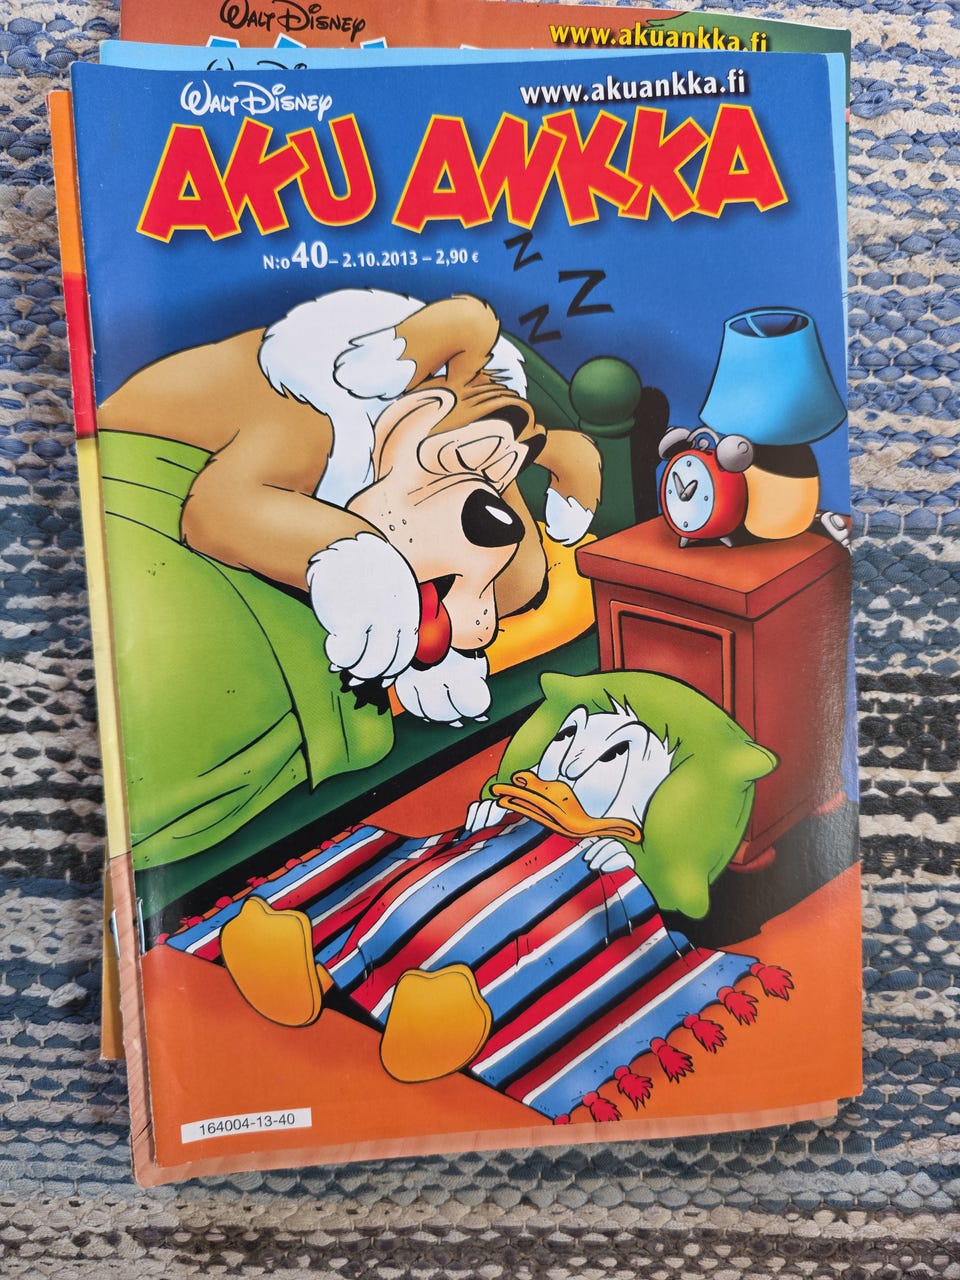 WALT DISNEY
www.akuankka.fi
WALT DISNEY
www.akuankka.fi
AKU ANKKA
N:o 40 – 2.10.2013 – 2,90 €
Z
Z
Z
164004-13-40